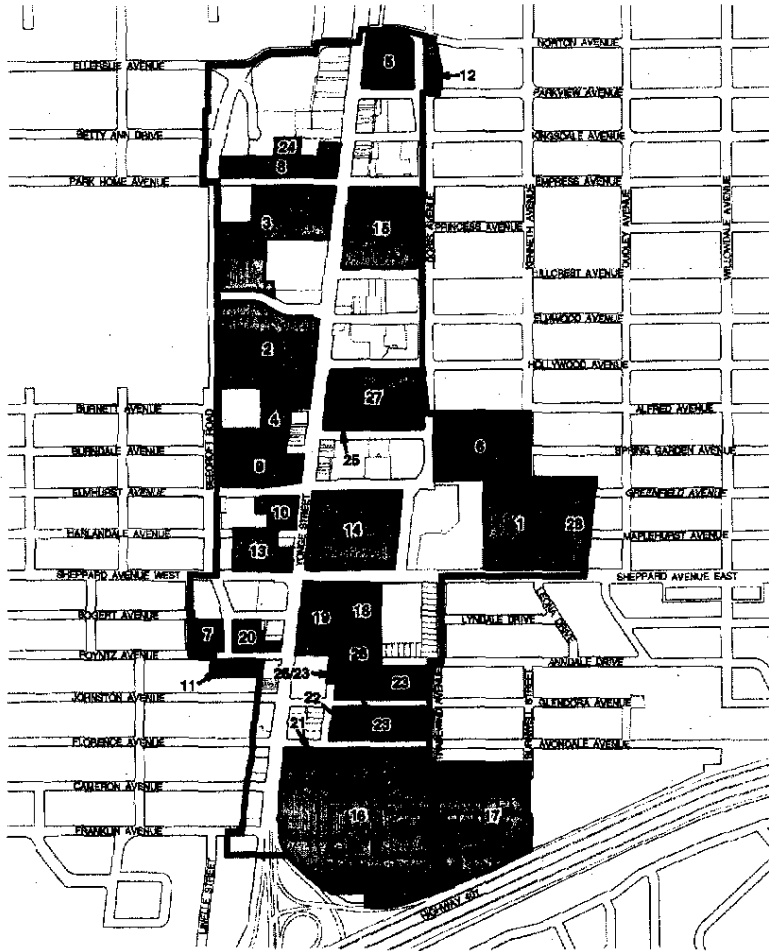 NORTON AVENUE
5
ELLERSLIE AVENUE
12
PARKVIEW AVENUE
BETTY ANN DRIVE
KINGSDALE AVENUE
24
8
PARK HOME AVENUE
EMPRESS AVENUE
3
15
DORIS AVENUE
PRINCESS AVENUE
KENNETH AVENUE
DUDLEY AVENUE
WILLOWDALE AVENUE
HILLCREST AVENUE
ELMWOOD AVENUE
2
HOLLYWOOD AVENUE
27
BURNETT AVENUE
ALFRED AVENUE
4
BEECROFT ROAD
6
BURNDALE AVENUE
SPRING GARDEN AVENUE
25
9
ELMHURST AVENUE
GREENFIELD AVENUE
10
YONGE STREET
14
1
28
HARLANDALE AVENUE
MAPLEHURST AVENUE
13
SHEPPARD AVENUE WEST
SHEPPARD AVENUE EAST
BOGERT AVENUE
19
18
LYNDALE DRIVE
LEONA DRIVE
7
20
POYNTZ AVENUE
ANNDALE DRIVE
11
26/23
23
JOHNSTON AVENUE
22
GLENDORA AVENUE
23
21
FLORENCE AVENUE
BURNWELL STREET
AVONDALE AVENUE
CAMERON AVENUE
16
17
FRANKLIN AVENUE
LINELLE STREET
HIGHWAY 401